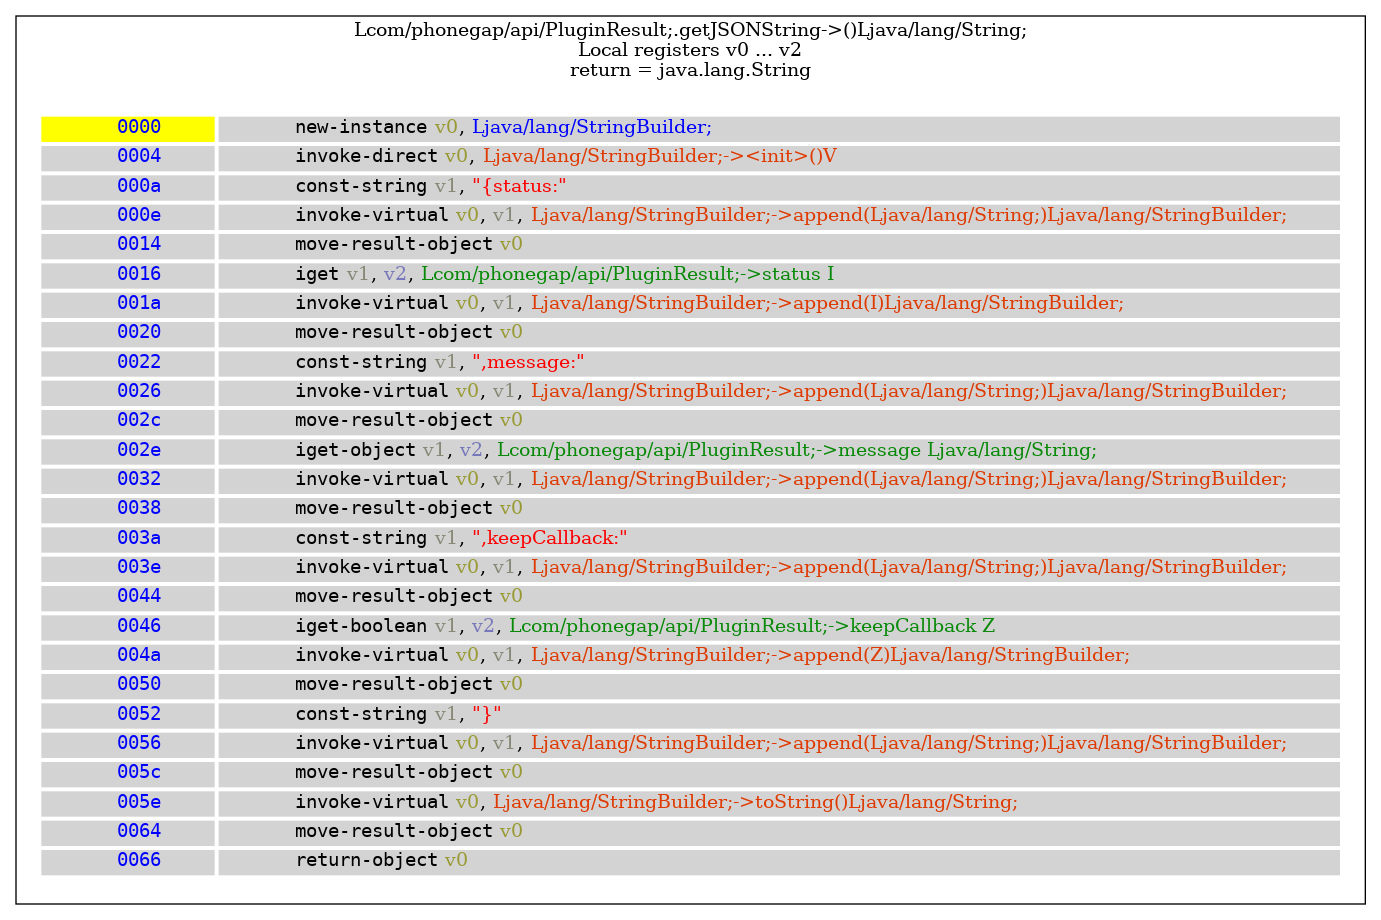 Lcom/phonegap/api/PluginResult;.getJSONString->()Ljava/lang/String;
Local registers v0 ... v2
return = java.lang.String
0000 new-instance v0, Ljava/lang/StringBuilder;
0004 invoke-direct v0, Ljava/lang/StringBuilder;-><init>()V
000a const-string v1, "{status:"
000e invoke-virtual v0, v1, Ljava/lang/StringBuilder;->append(Ljava/lang/String;)Ljava/lang/StringBuilder;
0014 move-result-object v0
0016 iget v1, v2, Lcom/phonegap/api/PluginResult;->status I
001a invoke-virtual v0, v1, Ljava/lang/StringBuilder;->append(I)Ljava/lang/StringBuilder;
0020 move-result-object v0
0022 const-string v1, ",message:"
0026 invoke-virtual v0, v1, Ljava/lang/StringBuilder;->append(Ljava/lang/String;)Ljava/lang/StringBuilder;
002c move-result-object v0
002e iget-object v1, v2, Lcom/phonegap/api/PluginResult;->message Ljava/lang/String;
0032 invoke-virtual v0, v1, Ljava/lang/StringBuilder;->append(Ljava/lang/String;)Ljava/lang/StringBuilder;
0038 move-result-object v0
003a const-string v1, ",keepCallback:"
003e invoke-virtual v0, v1, Ljava/lang/StringBuilder;->append(Ljava/lang/String;)Ljava/lang/StringBuilder;
0044 move-result-object v0
0046 iget-boolean v1, v2, Lcom/phonegap/api/PluginResult;->keepCallback Z
004a invoke-virtual v0, v1, Ljava/lang/StringBuilder;->append(Z)Ljava/lang/StringBuilder;
0050 move-result-object v0
0052 const-string v1, "}"
0056 invoke-virtual v0, v1, Ljava/lang/StringBuilder;->append(Ljava/lang/String;)Ljava/lang/StringBuilder;
005c move-result-object v0
005e invoke-virtual v0, Ljava/lang/StringBuilder;->toString()Ljava/lang/String;
0064 move-result-object v0
0066 return-object v0